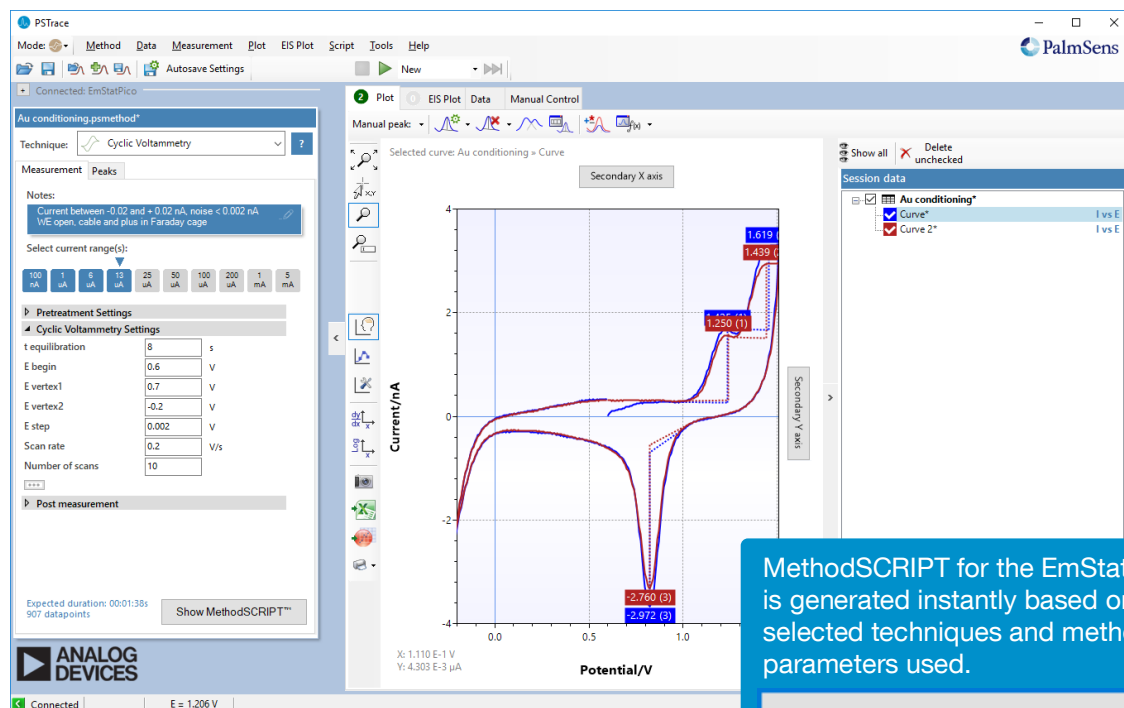 PSTrace
PalmSens
Mode: Method Data Measurement Plot EIS Plot Script Tools Help
Autosave Settings New
Connected: EmStatPico
2 Plot 0 EIS Plot Data Manual Control
Au conditioning.psmethod*
Manual peak:
Technique: Cyclic Voltammetry ?
Measurement Peaks
Notes:
Current between -0.02 and + 0.02 nA, noise < 0.002 nA
WE open, cable and plus in Faraday cage
Select current range(s):
100 nA 1 uA 6 uA 13 uA 25 uA 50 uA 100 uA 200 uA 1 mA 5 mA
Pretreatment Settings
Cyclic Voltammetry Settings
t equilibration 8 s
E begin 0.6 V
E vertex1 0.7 V
E vertex2 -0.2 V
E step 0.002 V
Scan rate 0.2 V/s
Number of scans 10
Post measurement
Expected duration: 00:01:38s
907 datapoints
Show MethodSCRIPT™
ANALOG
DEVICES
Connected E = 1.206 V
Selected curve: Au conditioning » Curve
Secondary X axis
Secondary Y axis
Current/nA
4
2
0
-2
-4
1.619
1.439
1.250 (1)
-2.760 (3)
-2.972 (3)
0.0 0.5 1.0
Potential/V
X: 1.110 E-1 V
Y: 4.303 E-3 µA
Show all Delete
unchecked
Session data
Au conditioning*
Curve* I vs E
Curve 2* I vs E
MethodSCRIPT for the EmStat
is generated instantly based
selected techniques and
parameters used.